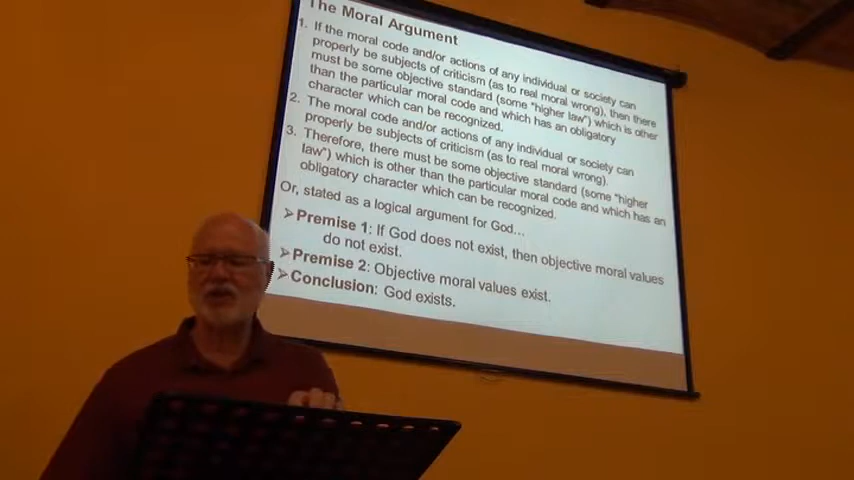 The Moral Argument
1. If the moral code and/or actions of any individual or society can
properly be subjects of criticism (as to real moral wrong), then there
must be some objective standard (some "higher law") which is other
than the particular moral code and which has an obligatory
character which can be recognized.
2. The moral code and/or actions of any individual or society can
properly be subjects of criticism (as to real moral wrong).
3. Therefore, there must be some objective standard (some "higher
law") which is other than the particular moral code and which has an
obligatory character which can be recognized.
Or, stated as a logical argument for God...
➢Premise 1: If God does not exist, then objective moral values
do not exist.
➢Premise 2: Objective moral values exist.
➢Conclusion: God exists.